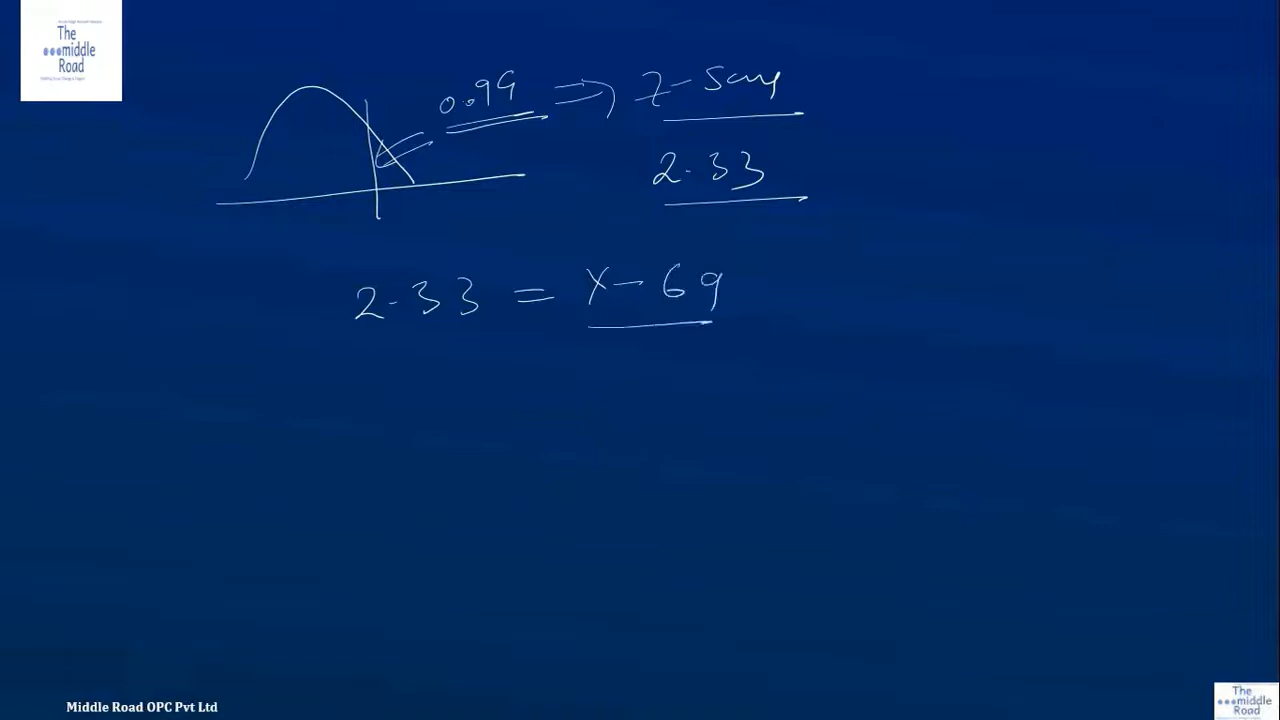 The
middle
Road
0.99 ⇒ Z-score
2.33
2.33 = X-69
Middle Road OPC Pvt Ltd
The
middle
Road